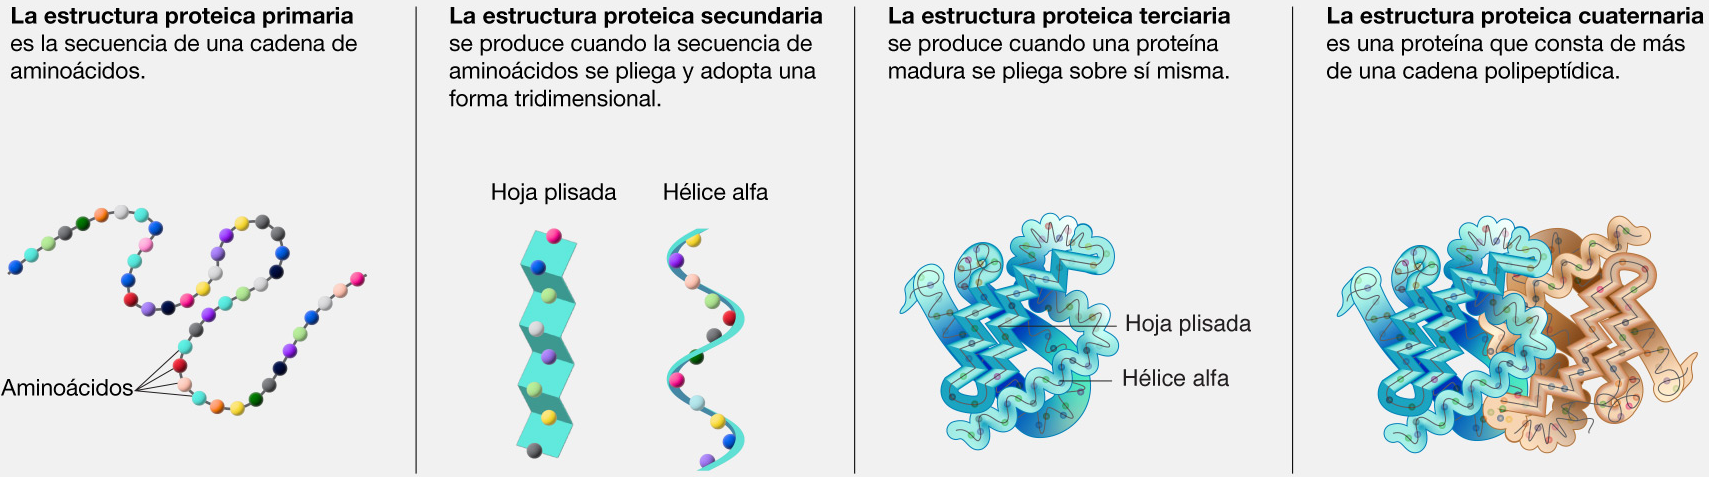 La estructura proteica primaria
es la secuencia de una cadena de
aminoácidos.
Aminoácidos
La estructura proteica secundaria
se produce cuando la secuencia de
aminoácidos se pliega y adopta una
forma tridimensional.
Hoja plisada
Hélice alfa
La estructura proteica terciaria
se produce cuando una proteína
madura se pliega sobre sí misma.
Hoja plisada
Hélice alfa
La estructura proteica cuaternaria
es una proteína que consta de más
de una cadena polipeptídica.